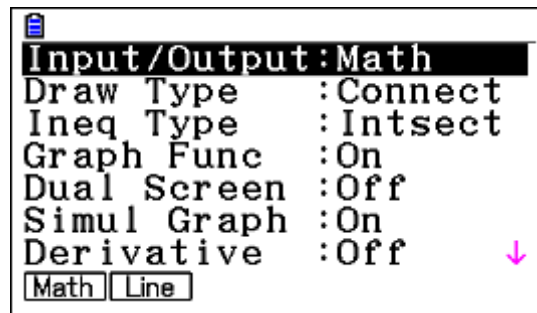 Input/Output:Math
Draw Type :Connect
Ineq Type :Intsect
Graph Func :On
Dual Screen :Off
Simul Graph :On
Derivative :Off ↓
Math Line